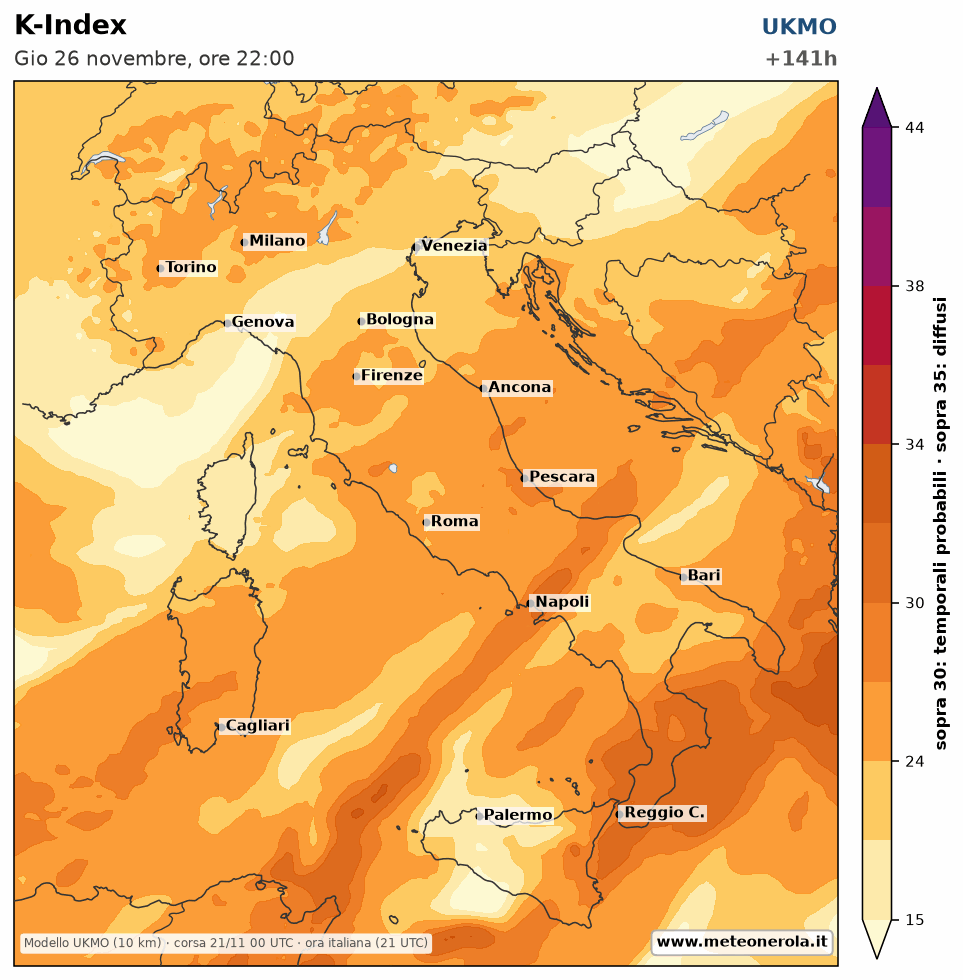 K-Index
UKMO
Gio 26 novembre, ore 22:00
+141h
Milano
Venezia
Torino
Genova
Bologna
Firenze
Ancona
Pescara
Roma
Bari
Napoli
Cagliari
Palermo
Reggio C.
44
38
34
30
24
15
sopra 30: temporali probabili · sopra 35: diffusi
Modello UKMO (10 km) · corsa 21/11 00 UTC · ora italiana (21 UTC)
www.meteonerola.it